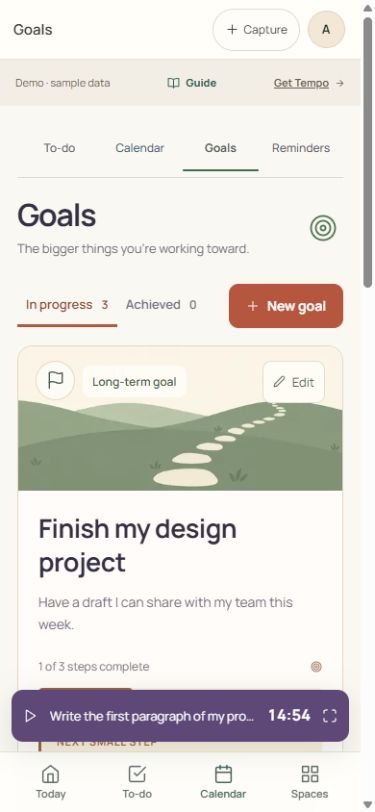 Goals
Capture
A
Demo · sample data
Guide
Get Tempo →
To-do
Calendar
Goals
Reminders
Goals
The bigger things you're working toward.
In progress 3
Achieved 0
+ New goal
Long-term goal
Edit
Finish my design
project
Have a draft I can share with my team this
week.
1 of 3 steps complete
Write the first paragraph of my pro...
14:54
NEXT SMALL STEP
Today
To-do
Calendar
Spaces